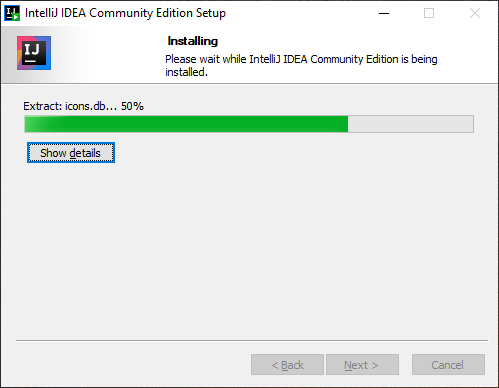 IntelliJ IDEA Community Edition Setup
IJ
Installing
Please wait while IntelliJ IDEA Community Edition is being
installed.
Extract: icons.db... 50%
Show details
< Back
Next >
Cancel